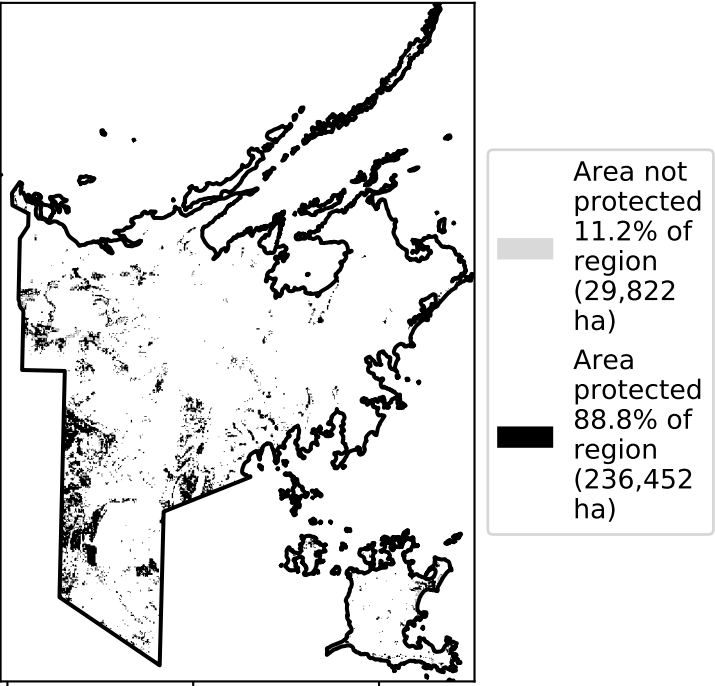 Area not
protected
11.2% of
region
(29,822
ha)
Area
protected
88.8% of
region
(236,452
ha)